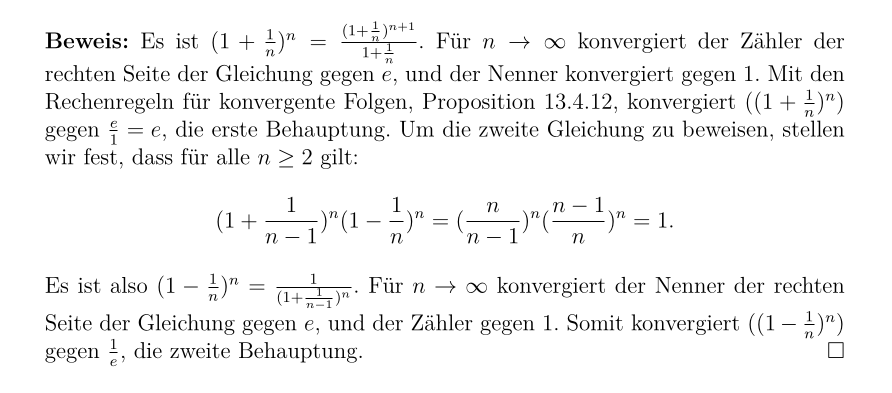 Beweis: Es ist $(1 + \frac{1}{n})^n = \frac{(1+\frac{1}{n})^{n+1}}{1+\frac{1}{n}}$. Für $n \to \infty$ konvergiert der Zähler der
rechten Seite der Gleichung gegen $e$, und der Nenner konvergiert gegen 1. Mit den
Rechenregeln für konvergente Folgen, Proposition 13.4.12, konvergiert $((1 + \frac{1}{n})^n)$
gegen $\frac{e}{1} = e$, die erste Behauptung. Um die zweite Gleichung zu beweisen, stellen
wir fest, dass für alle $n \geq 2$ gilt:
$(1 + \frac{1}{n-1})^n (1 - \frac{1}{n})^n = (\frac{n}{n-1})^n (\frac{n-1}{n})^n = 1.$
Es ist also $(1 - \frac{1}{n})^n = \frac{1}{(1+\frac{1}{n-1})^n}$. Für $n \to \infty$ konvergiert der Nenner der rechten
Seite der Gleichung gegen $e$, und der Zähler gegen 1. Somit konvergiert $((1 - \frac{1}{n})^n)$
gegen $\frac{1}{e}$, die zweite Behauptung. □